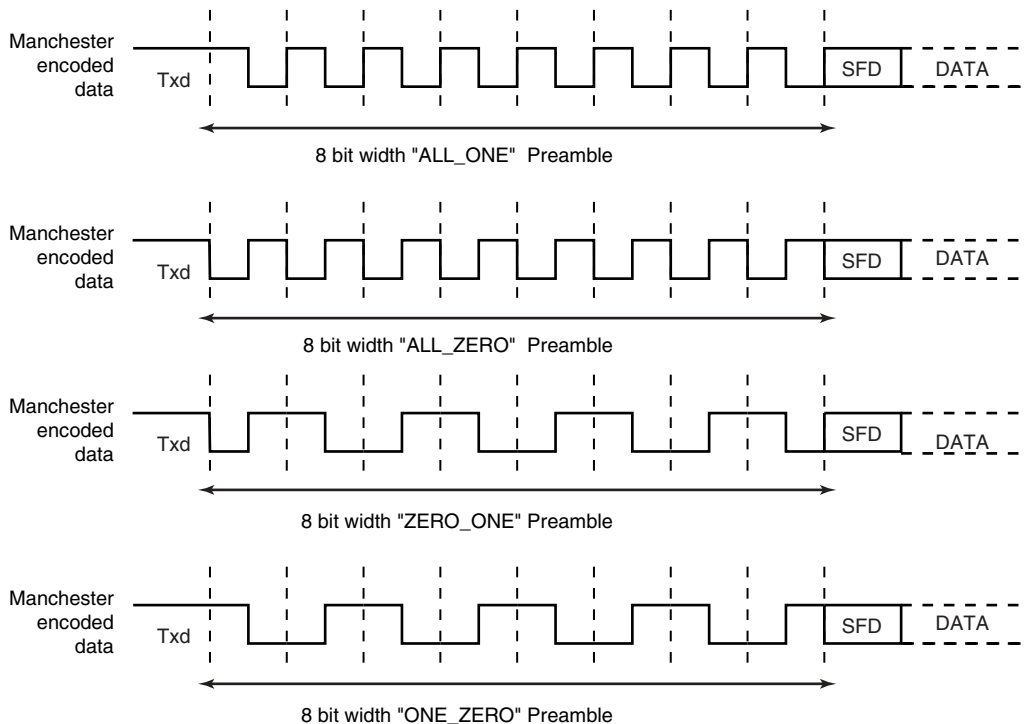 Manchester
encoded
data
Txd
SFD
DATA
8 bit width "ALL_ONE" Preamble
Manchester
encoded
data
Txd
SFD
DATA
8 bit width "ALL_ZERO" Preamble
Manchester
encoded
data
Txd
SFD
DATA
8 bit width "ZERO_ONE" Preamble
Manchester
encoded
data
Txd
SFD
DATA
8 bit width "ONE_ZERO" Preamble